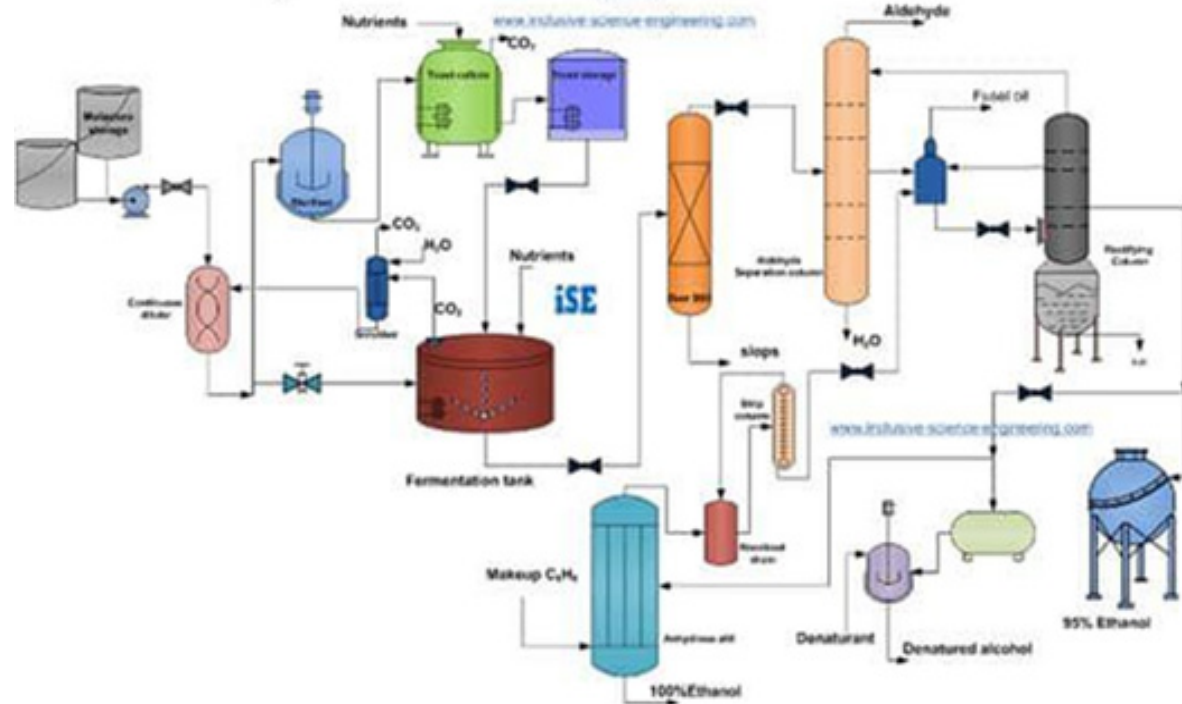 www.inclusive-science-engineering.com
Nutrients
CO₂
Aldehyde
Yeast culture
Yeast storage
Molasses
storage
Fusel oil
Sterilizer
CO₂
H₂O
Nutrients
iSE
Continuous
diluter
Scrubber
CO₂
Beer Still
Aldehyde
Separation column
Rectifying
Column
H₂O
slops
Strip
column
www.inclusive-science-engineering.com
Fermentation tank
Makeup C₆H₆
drum
Anhydrous still
Denaturant
Denatured alcohol
95% Ethanol
100%Ethanol